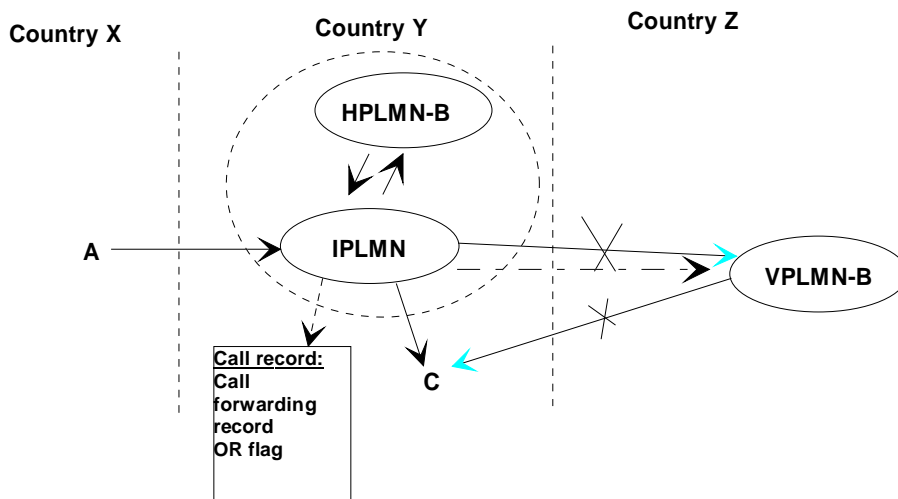 Country X
Country Y
Country Z
HPLMN-B
A
IPLMN
VPLMN-B
C
Call record:
Call
forwarding
record
OR flag